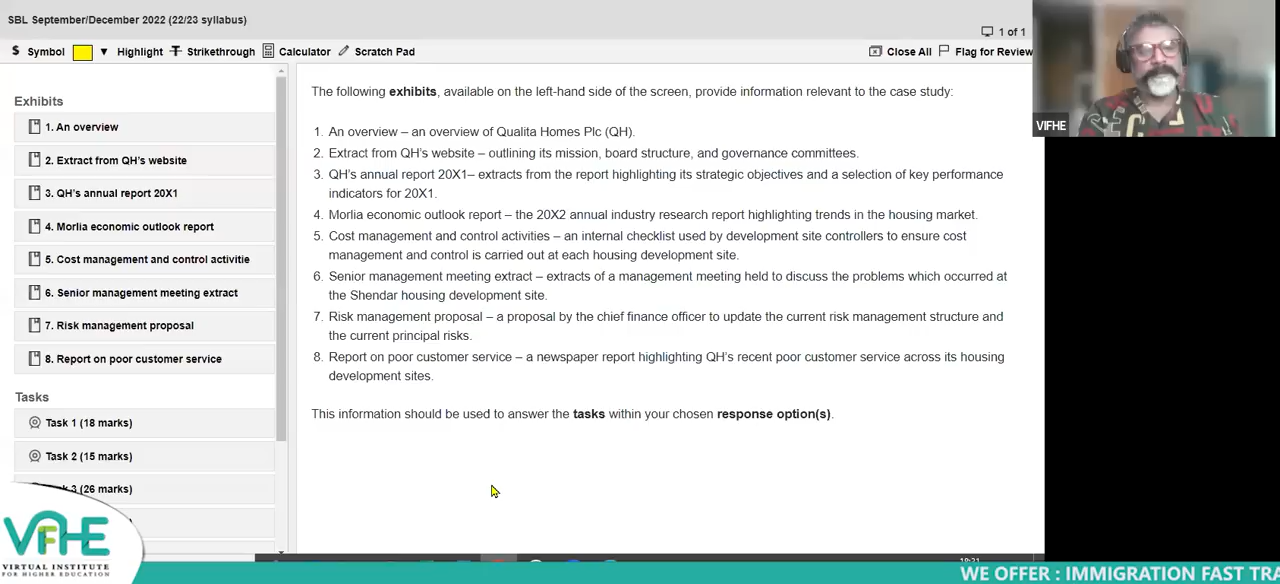 SBL September/December 2022 (22/23 syllabus)
1 of 1
$ Symbol ▼ Highlight Strikethrough Calculator Scratch Pad Close All Flag for Review
Exhibits
1. An overview
2. Extract from QH's website
3. QH's annual report 20X1
4. Morlia economic outlook report
5. Cost management and control activitie
6. Senior management meeting extract
7. Risk management proposal
8. Report on poor customer service
Tasks
Task 1 (18 marks)
Task 2 (15 marks)
3 (26 marks)
The following exhibits, available on the left-hand side of the screen, provide information relevant to the case study:
1. An overview – an overview of Qualita Homes Plc (QH).
2. Extract from QH's website – outlining its mission, board structure, and governance committees.
3. QH's annual report 20X1– extracts from the report highlighting its strategic objectives and a selection of key performance
indicators for 20X1.
4. Morlia economic outlook report – the 20X2 annual industry research report highlighting trends in the housing market.
5. Cost management and control activities – an internal checklist used by development site controllers to ensure cost
management and control is carried out at each housing development site.
6. Senior management meeting extract – extracts of a management meeting held to discuss the problems which occurred at
the Shendar housing development site.
7. Risk management proposal – a proposal by the chief finance officer to update the current risk management structure and
the current principal risks.
8. Report on poor customer service – a newspaper report highlighting QH's recent poor customer service across its housing
development sites.
This information should be used to answer the tasks within your chosen response option(s).
VIFHE
VIFHE
VIRTUAL INSTITUTE
FOR HIGHER EDUCATION
WE OFFER : IMMIGRATION FAST TRA